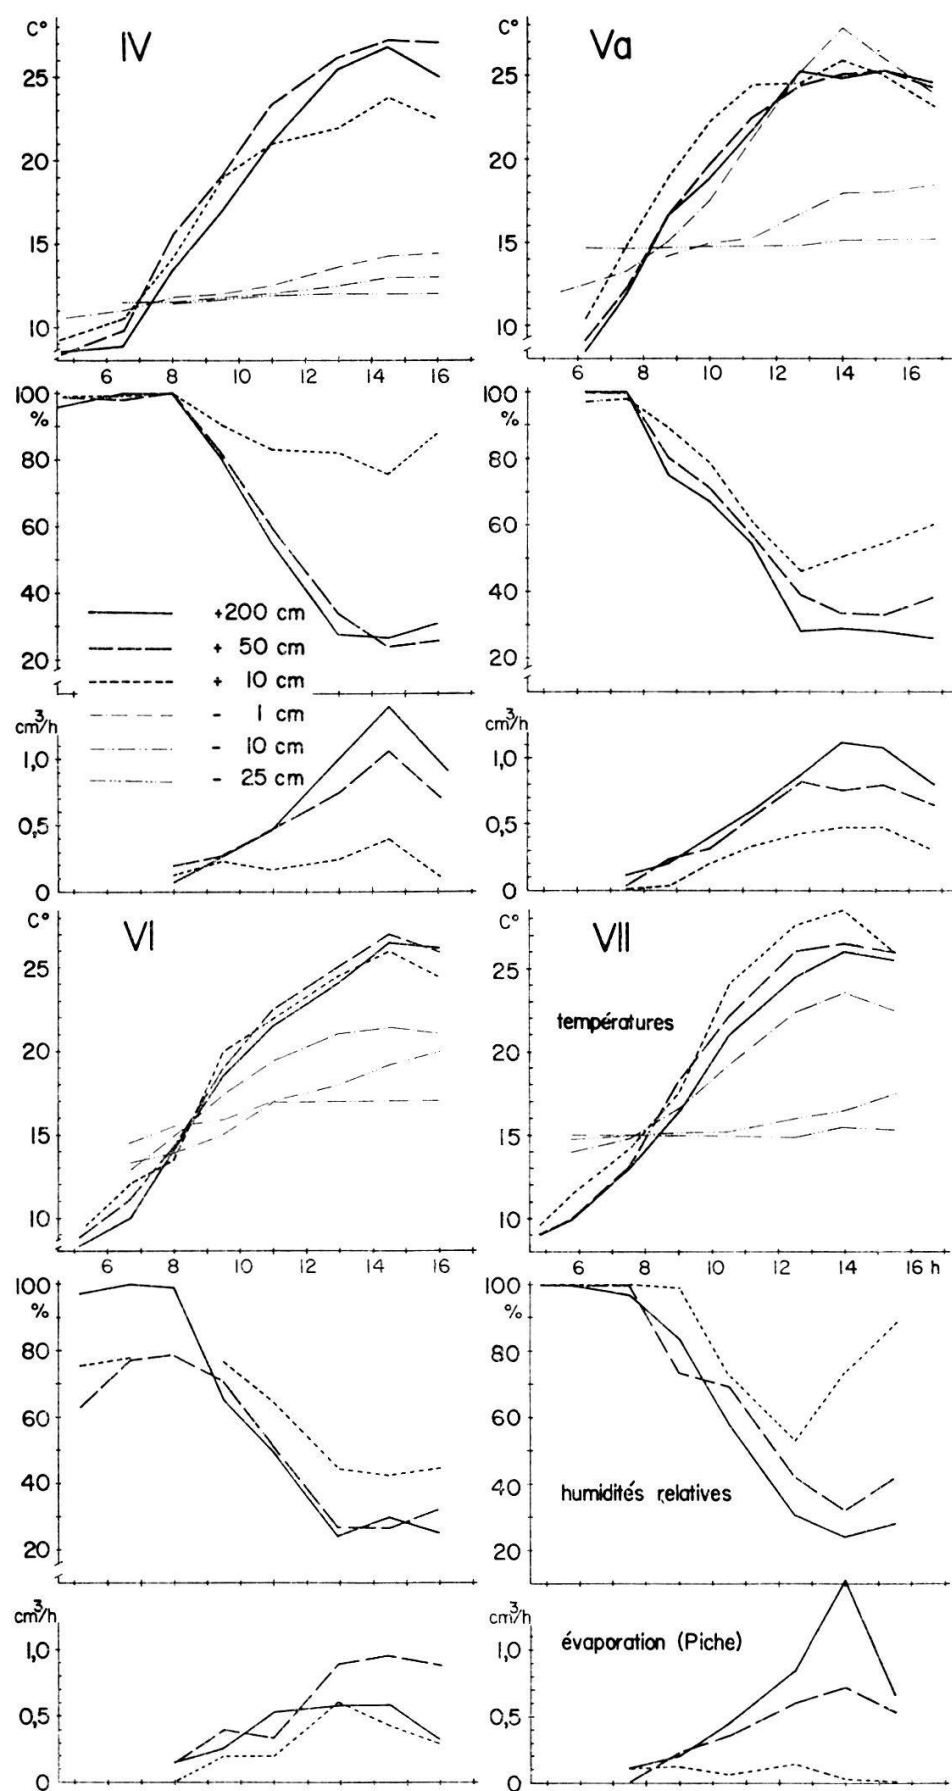 C° IV
25
20
15
10
6 8 10 12 14 16
100
%
80
60
40
20
+200 cm
+ 50 cm
+ 10 cm
- 1 cm
- 10 cm
- 25 cm
cm³/h
1,0
0,5
0
C° Va
25
20
15
10
6 8 10 12 14 16
100
%
80
60
40
20
cm³/h
1,0
0,5
0
C° VI
25
20
15
10
6 8 10 12 14 16
100
%
80
60
40
20
cm³/h
1,0
0,5
0
C° VII
25
températures
20
15
10
6 8 10 12 14 16 h
100
%
80
60
40
humidités relatives
20
cm³/h
évaporation (Piche)
1,0
0,5
0